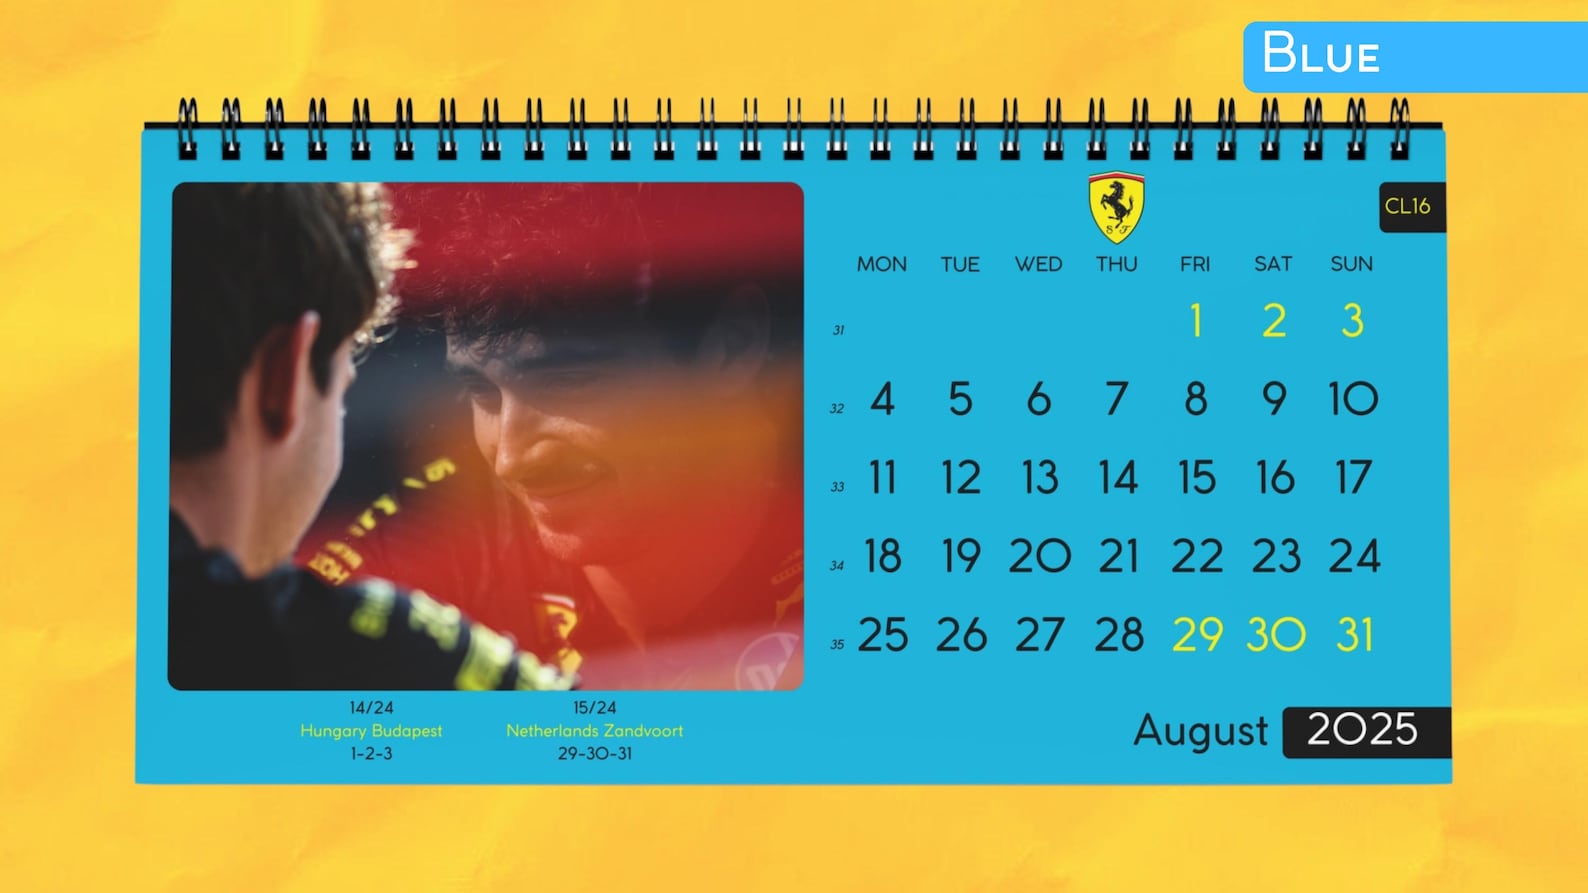 Blue
CL16
MON TUE WED THU FRI SAT SUN
31 1 2 3
32 4 5 6 7 8 9 10
33 11 12 13 14 15 16 17
34 18 19 20 21 22 23 24
35 25 26 27 28 29 30 31
14/24
Hungary Budapest
1-2-3
15/24
Netherlands Zandvoort
29-30-31
August 2025
S F